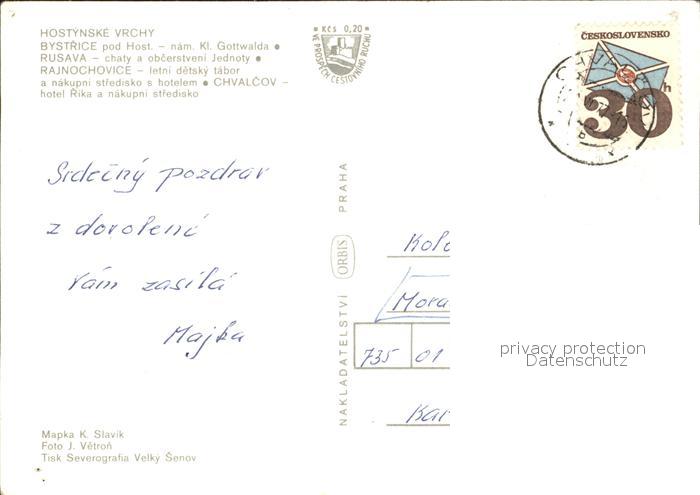 HOSTÝNSKÉ VRCHY
BYSTŘICE pod Host. – nám. Kl. Gottwalda ●
RUSAVA – chaty a občerstvení Jednoty ●
RAJNOCHOVICE – letní dětský tábor
a nákupní středisko s hotelem ● CHVALČOV –
hotel Říka a nákupní středisko
Kčs 0,20
VE PROSPĚCH CESTOVNÍHO RUCHU
ČESKOSLOVENSKO
30h
Srdečný pozdrav
z dovolené
Vám zasílá
Majka
NAKLADATELSTVÍ ORBIS PRAHA
Kolo
Mora
735 01
Kar
privacy protection
Datenschutz
Mapka K. Slavík
Foto J. Větroň
Tisk Severografia Velký Šenov